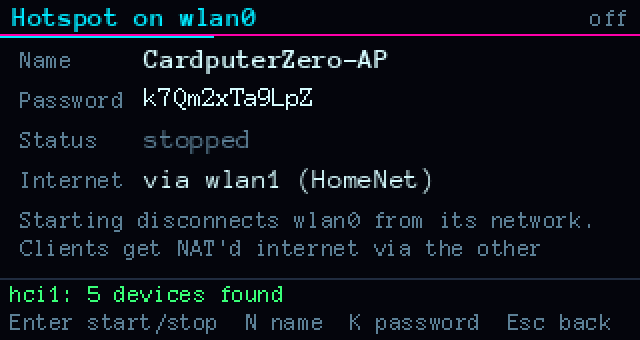 Hotspot on wlan0 off
Name CardputerZero-AP
Password k7Qm2xTa9LpZ
Status stopped
Internet via wlan1 (HomeNet)
Starting disconnects wlan0 from its network.
Clients get NAT'd internet via the other
hci1: 5 devices found
Enter start/stop N name K password Esc back